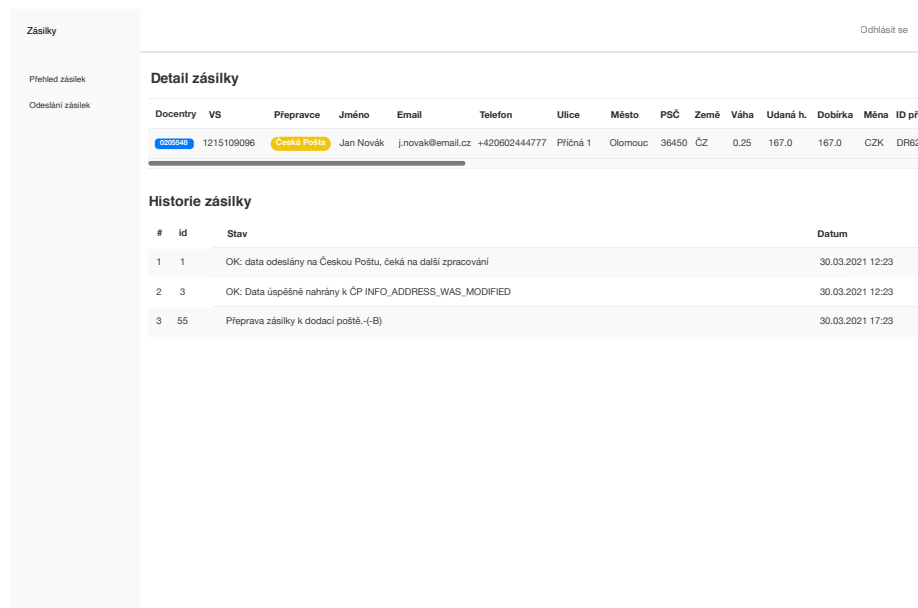 Zásilky
Odhlásit se
Přehled zásilek
Odeslání zásilek
Detail zásilky
Docentry VS Přepravce Jméno Email Telefon Ulice Město PSČ Země Váha Udaná h. Dobírka Měna ID př
0205548 1215109096 Česká Pošta Jan Novák j.novak@email.cz +420602444777 Příčná 1 Olomouc 36450 ČZ 0.25 167.0 167.0 CZK DR62
Historie zásilky
# id Stav Datum
1 1 OK: data odeslány na Českou Poštu, čeká na další zpracování 30.03.2021 12:23
2 3 OK: Data úspěšně nahrány k ČP INFO_ADDRESS_WAS_MODIFIED 30.03.2021 12:23
3 55 Přeprava zásilky k dodací poště.-(-B) 30.03.2021 17:23